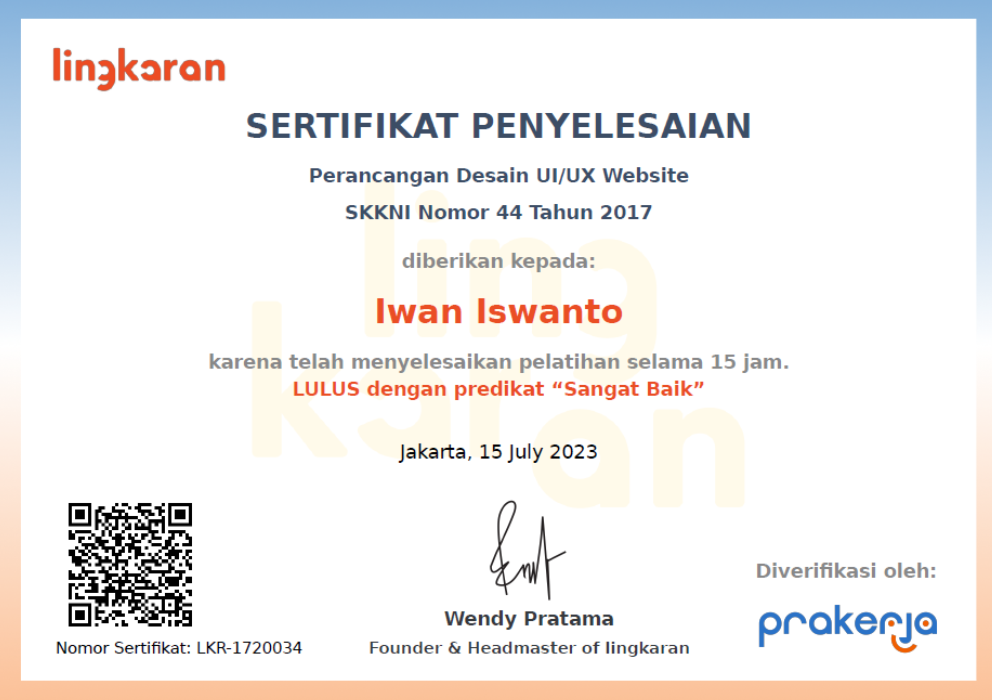 lingkaran
SERTIFIKAT PENYELESAIAN
Perancangan Desain UI/UX Website
SKKNI Nomor 44 Tahun 2017
diberikan kepada:
Iwan Iswanto
karena telah menyelesaikan pelatihan selama 15 jam.
LULUS dengan predikat “Sangat Baik”
ling
karan
Jakarta, 15 July 2023
Wendy Pratama
Founder & Headmaster of lingkaran
Nomor Sertifikat: LKR-1720034
Diverifikasi oleh:
prakerja